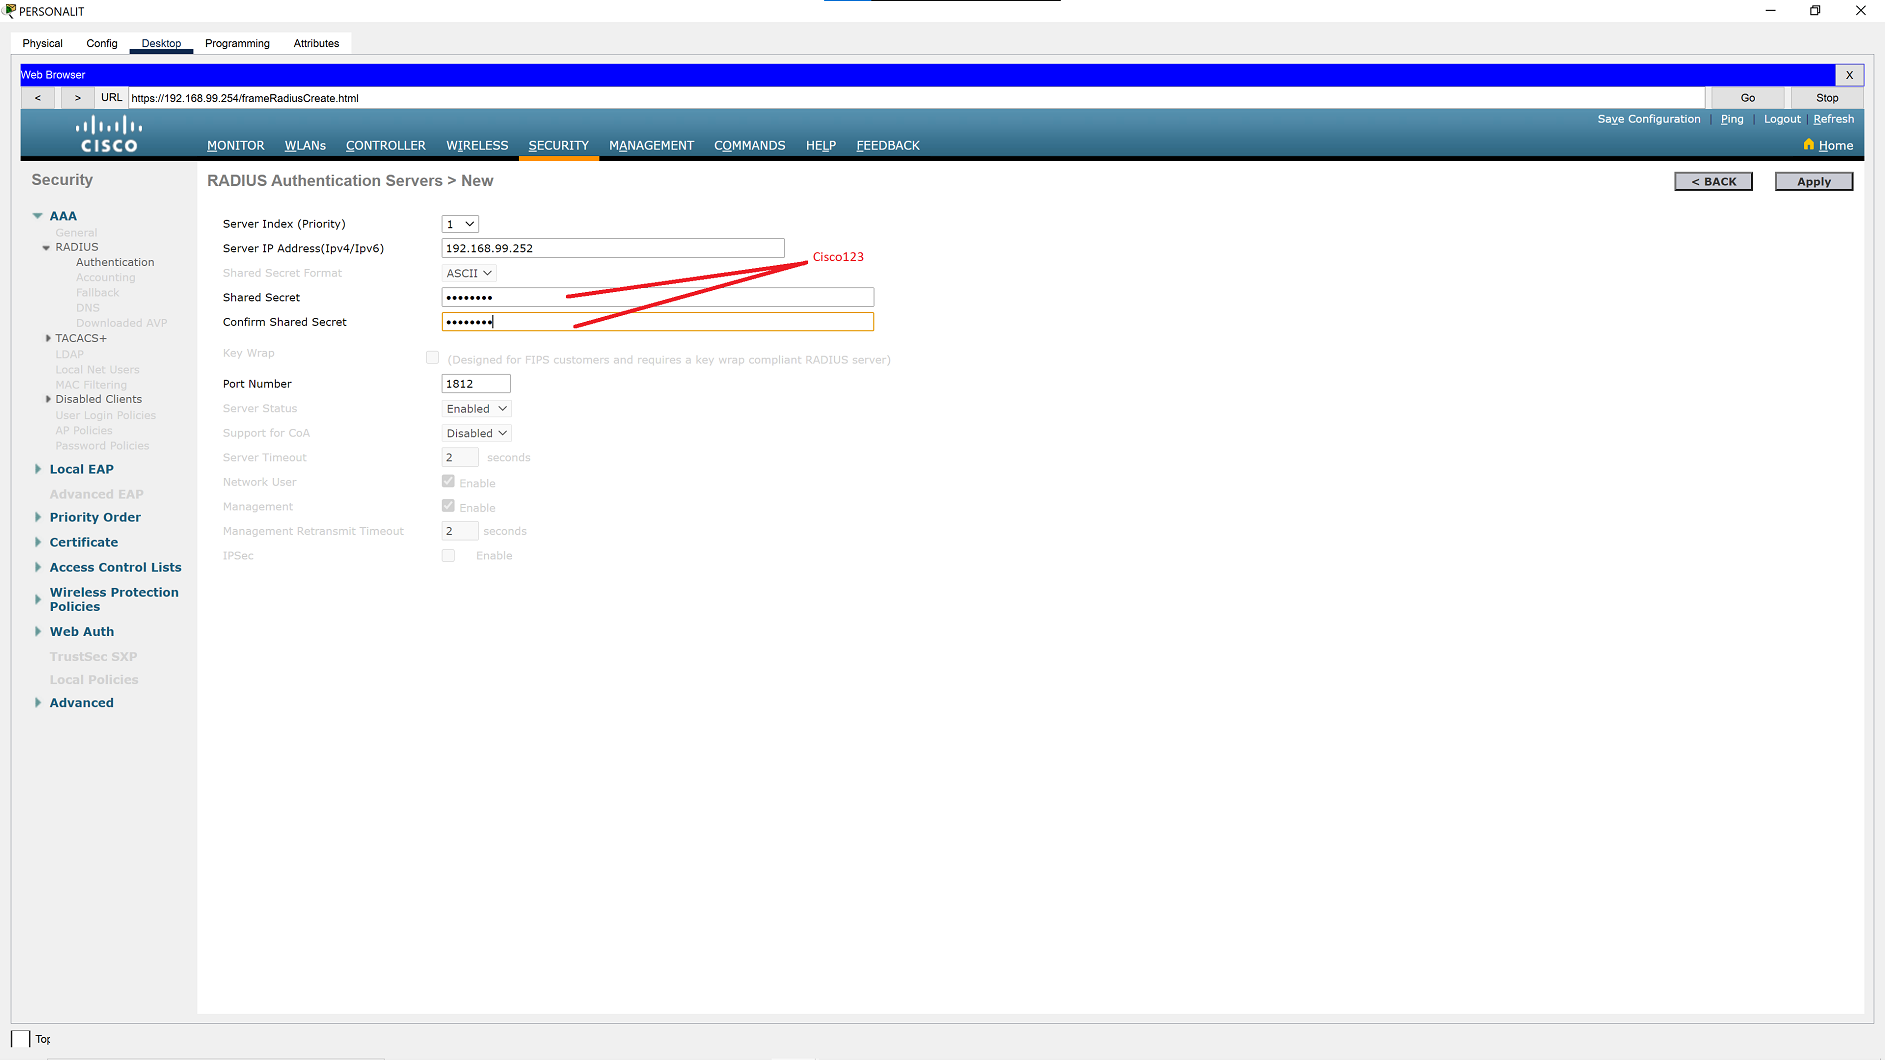 PERSONALIT
Physical Config Desktop Programming Attributes
Web Browser X
< > URL https://192.168.99.254/frameRadiusCreate.html Go Stop
Save Configuration | Ping | Logout | Refresh
CISCO
MONITOR WLANs CONTROLLER WIRELESS SECURITY MANAGEMENT COMMANDS HELP FEEDBACK Home
Security
AAA
General
RADIUS
Authentication
Accounting
Fallback
DNS
Downloaded AVP
TACACS+
LDAP
Local Net Users
MAC Filtering
Disabled Clients
User Login Policies
AP Policies
Password Policies
Local EAP
Advanced EAP
Priority Order
Certificate
Access Control Lists
Wireless Protection
Policies
Web Auth
TrustSec SXP
Local Policies
Advanced
RADIUS Authentication Servers > New < BACK Apply
Server Index (Priority) 1
Server IP Address(Ipv4/Ipv6) 192.168.99.252
Cisco123
Shared Secret Format ASCII
Shared Secret ••••••••
Confirm Shared Secret ••••••••
Key Wrap (Designed for FIPS customers and requires a key wrap compliant RADIUS server)
Port Number 1812
Server Status Enabled
Support for CoA Disabled
Server Timeout 2 seconds
Network User Enable
Management Enable
Management Retransmit Timeout 2 seconds
IPSec Enable
Top